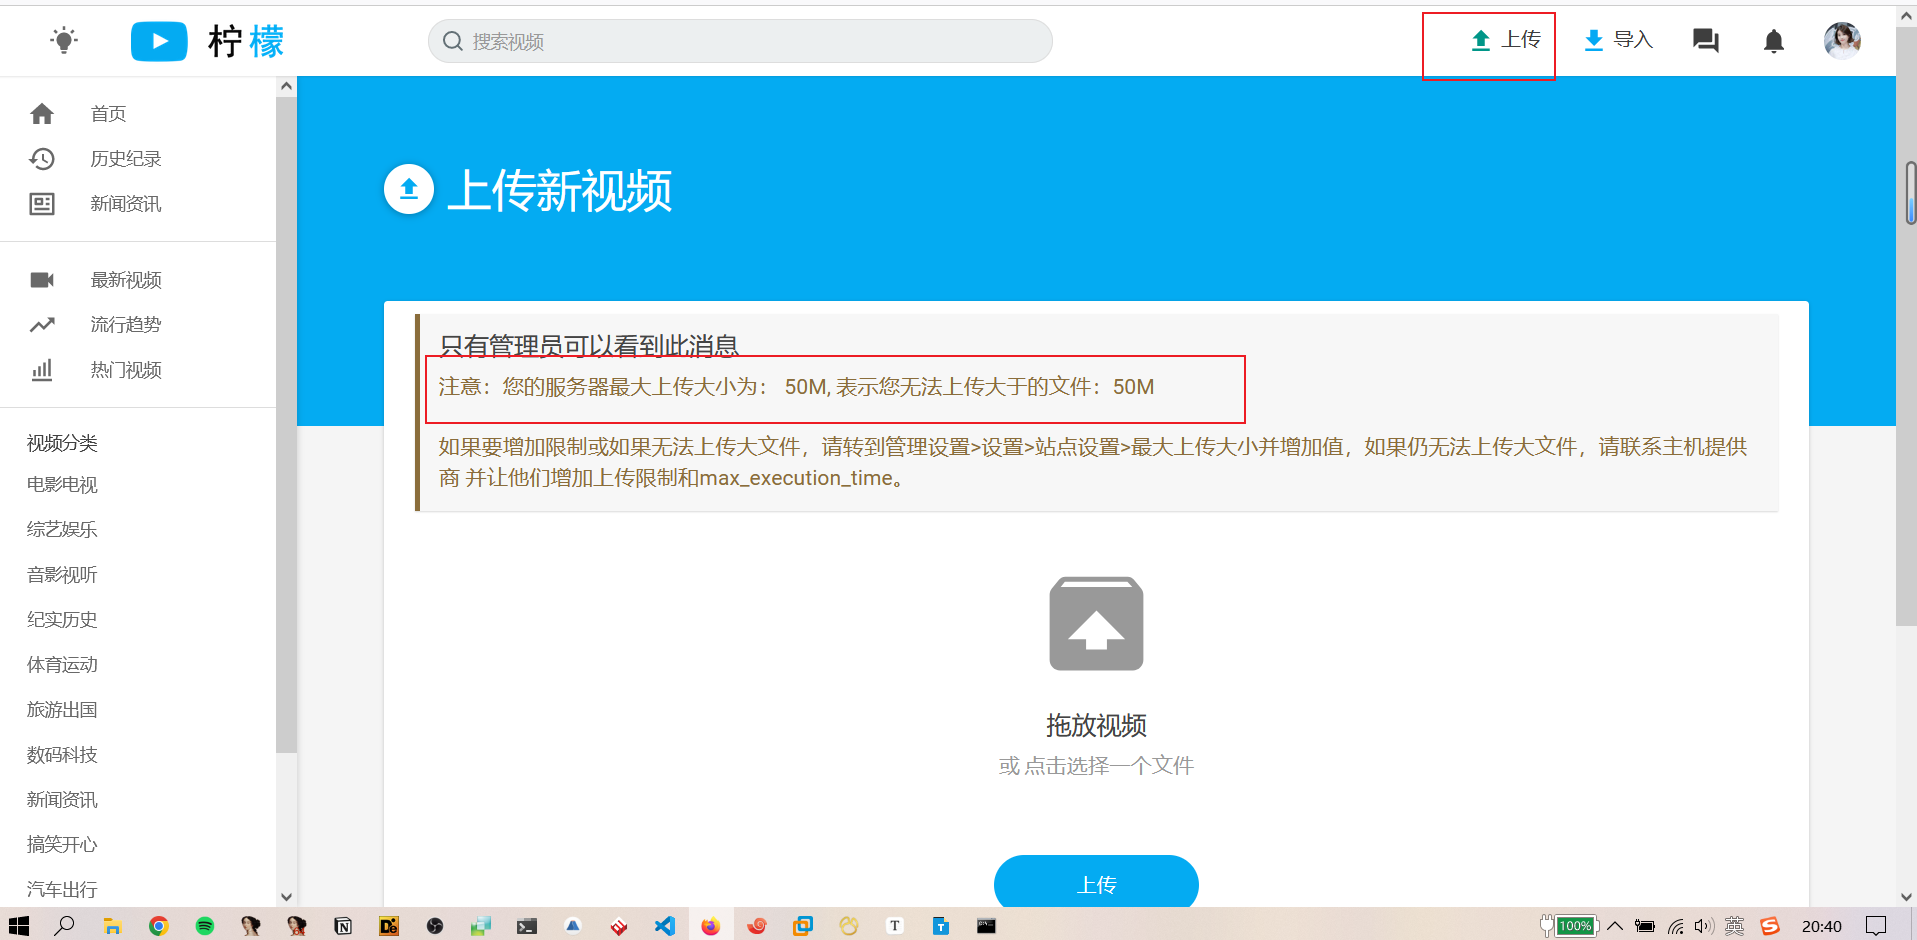 柠檬
搜索视频
上传
导入
首页
历史纪录
新闻资讯
最新视频
流行趋势
热门视频
视频分类
电影电视
综艺娱乐
音影视听
纪实历史
体育运动
旅游出国
数码科技
新闻资讯
搞笑开心
汽车出行
上传新视频
只有管理员可以看到此消息
注意：您的服务器最大上传大小为： 50M, 表示您无法上传大于的文件：50M
如果要增加限制或如果无法上传大文件，请转到管理设置>设置>站点设置>最大上传大小并增加值，如果仍无法上传大文件，请联系主机提供
商 并让他们增加上传限制和max_execution_time。
拖放视频
或 点击选择一个文件
上传
100%
英
20:40